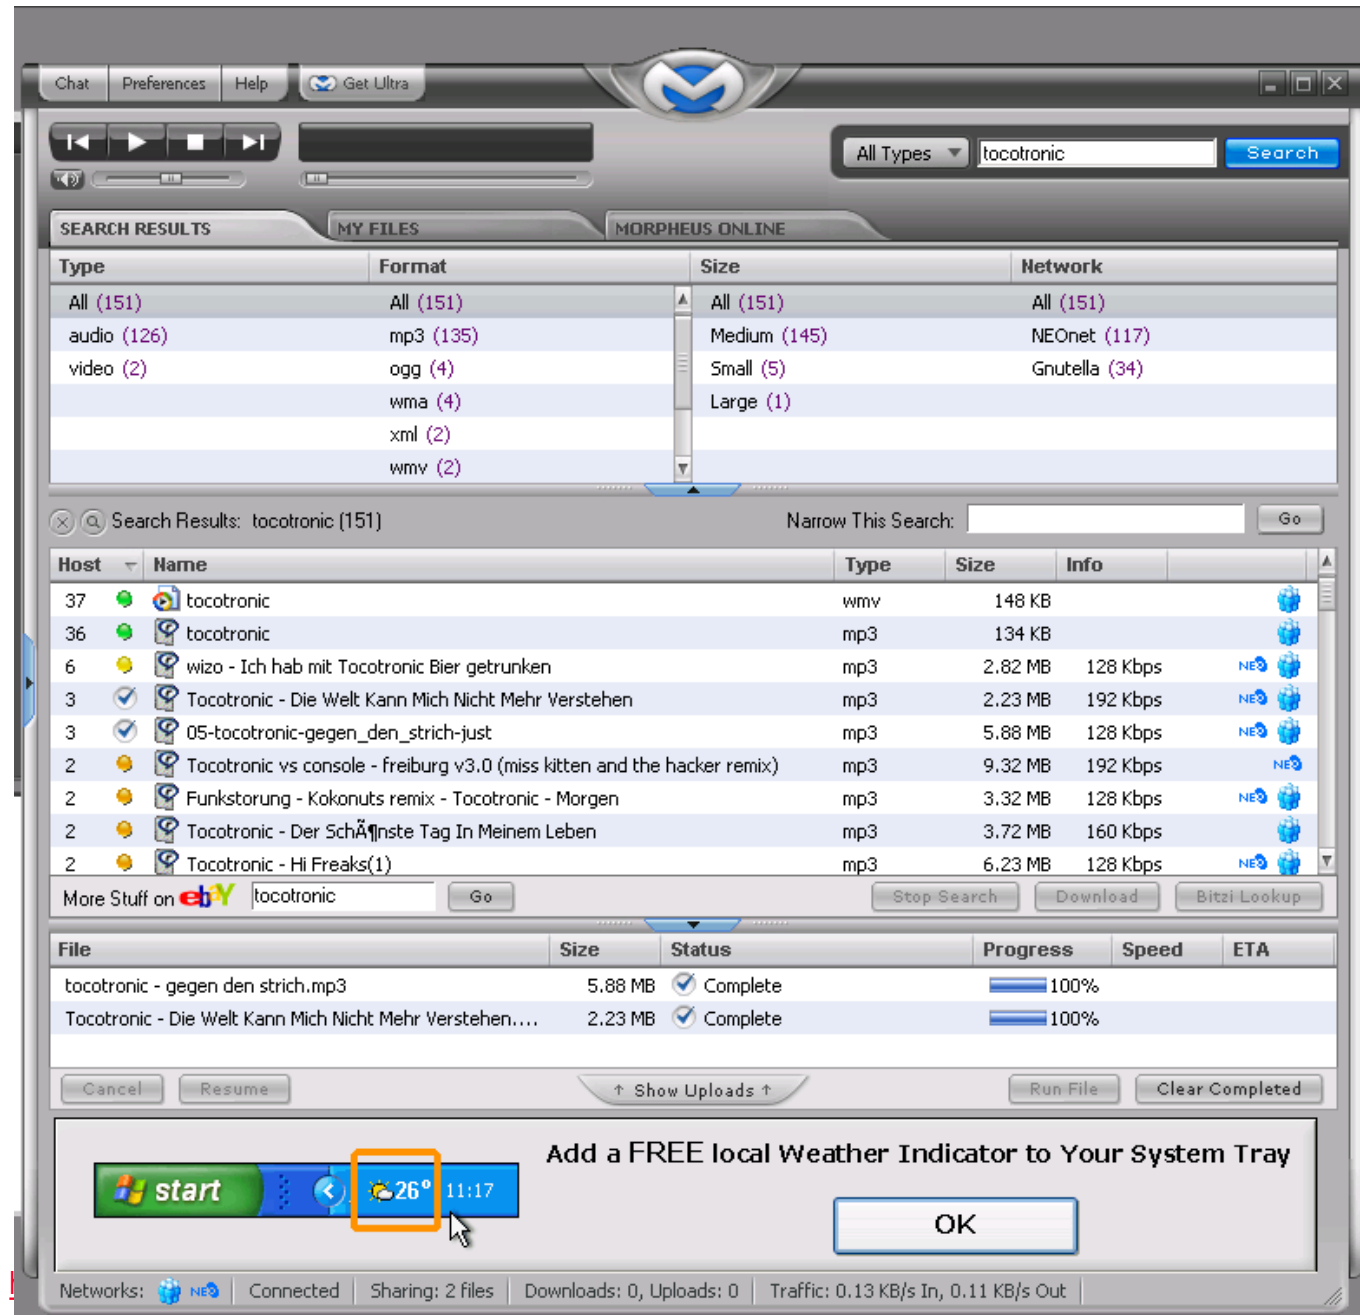 Chat Preferences Help Get Ultra
All Types tocotronic Search
SEARCH RESULTS MY FILES MORPHEUS ONLINE
Type Format Size Network
All (151) All (151) All (151) All (151)
audio (126) mp3 (135) Medium (145) NEOnet (117)
video (2) ogg (4) Small (5) Gnutella (34)
wma (4) Large (1)
xml (2)
wmv (2)
Search Results: tocotronic (151) Narrow This Search: Go
Host Name Type Size Info
37 tocotronic wmv 148 KB
36 tocotronic mp3 134 KB
6 wizo - Ich hab mit Tocotronic Bier getrunken mp3 2.82 MB 128 Kbps NEO
3 Tocotronic - Die Welt Kann Mich Nicht Mehr Verstehen mp3 2.23 MB 192 Kbps NEO
3 05-tocotronic-gegen_den_strich-just mp3 5.88 MB 128 Kbps NEO
2 Tocotronic vs console - freiburg v3.0 (miss kitten and the hacker remix) mp3 9.32 MB 192 Kbps NEO
2 Funkstorung - Kokonuts remix - Tocotronic - Morgen mp3 3.32 MB 128 Kbps NEO
2 Tocotronic - Der SchÃ¶nste Tag In Meinem Leben mp3 3.72 MB 160 Kbps
2 Tocotronic - Hi Freaks(1) mp3 6.23 MB 128 Kbps NEO
More Stuff on ebY tocotronic Go Stop Search Download Bitzi Lookup
File Size Status Progress Speed ETA
tocotronic - gegen den strich.mp3 5.88 MB Complete 100%
Tocotronic - Die Welt Kann Mich Nicht Mehr Verstehen.... 2.23 MB Complete 100%
Cancel Resume ↑ Show Uploads ↑ Run File Clear Completed
Add a FREE local Weather Indicator to Your System Tray
start 26° 11:17
OK
Networks: NEO Connected Sharing: 2 files Downloads: 0, Uploads: 0 Traffic: 0.13 KB/s In, 0.11 KB/s Out